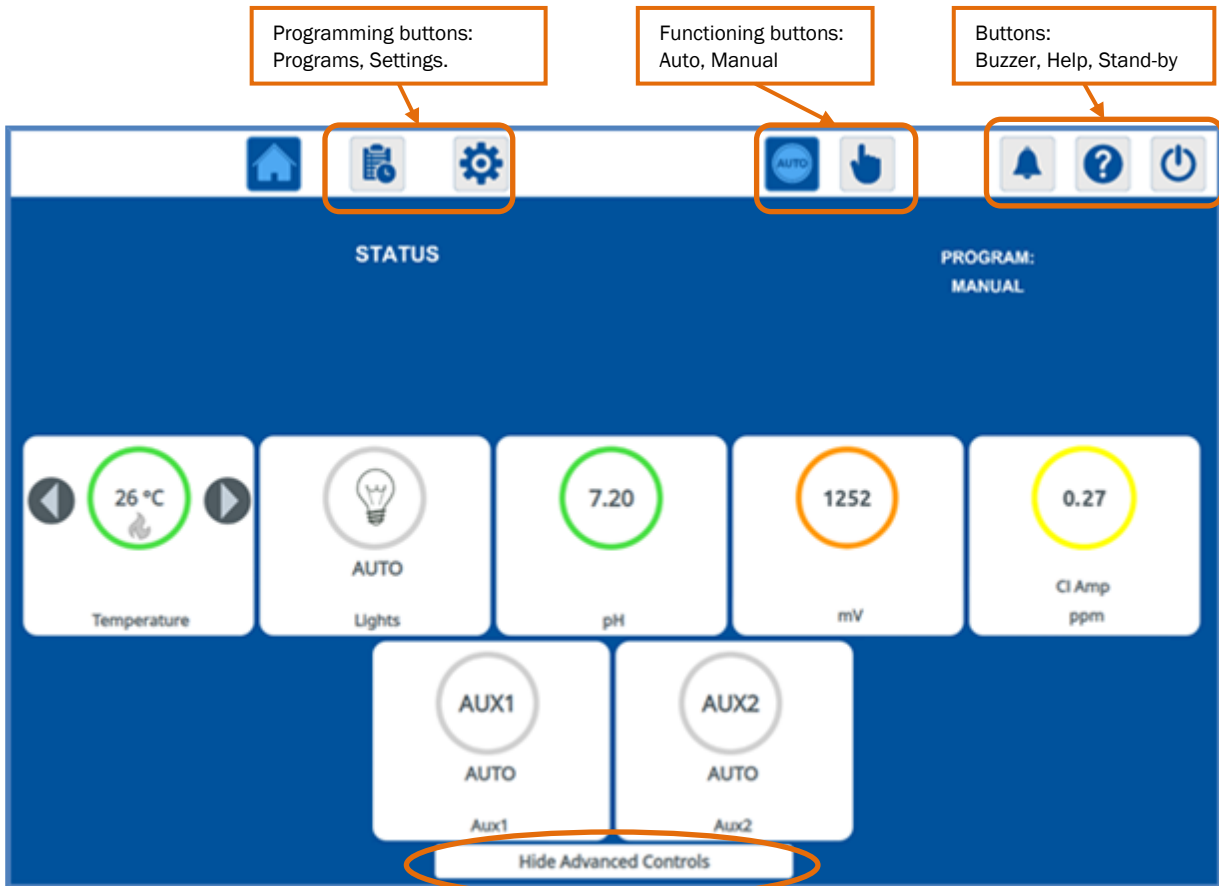 Programming buttons:
Programs, Settings.
Functioning buttons:
Auto, Manual
Buttons:
Buzzer, Help, Stand-by
AUTO
?
STATUS
PROGRAM:
MANUAL
26 °C
Temperature
AUTO
Lights
7.20
pH
1252
mV
0.27
Cl Amp
ppm
AUX1
AUTO
Aux1
AUX2
AUTO
Aux2
Hide Advanced Controls